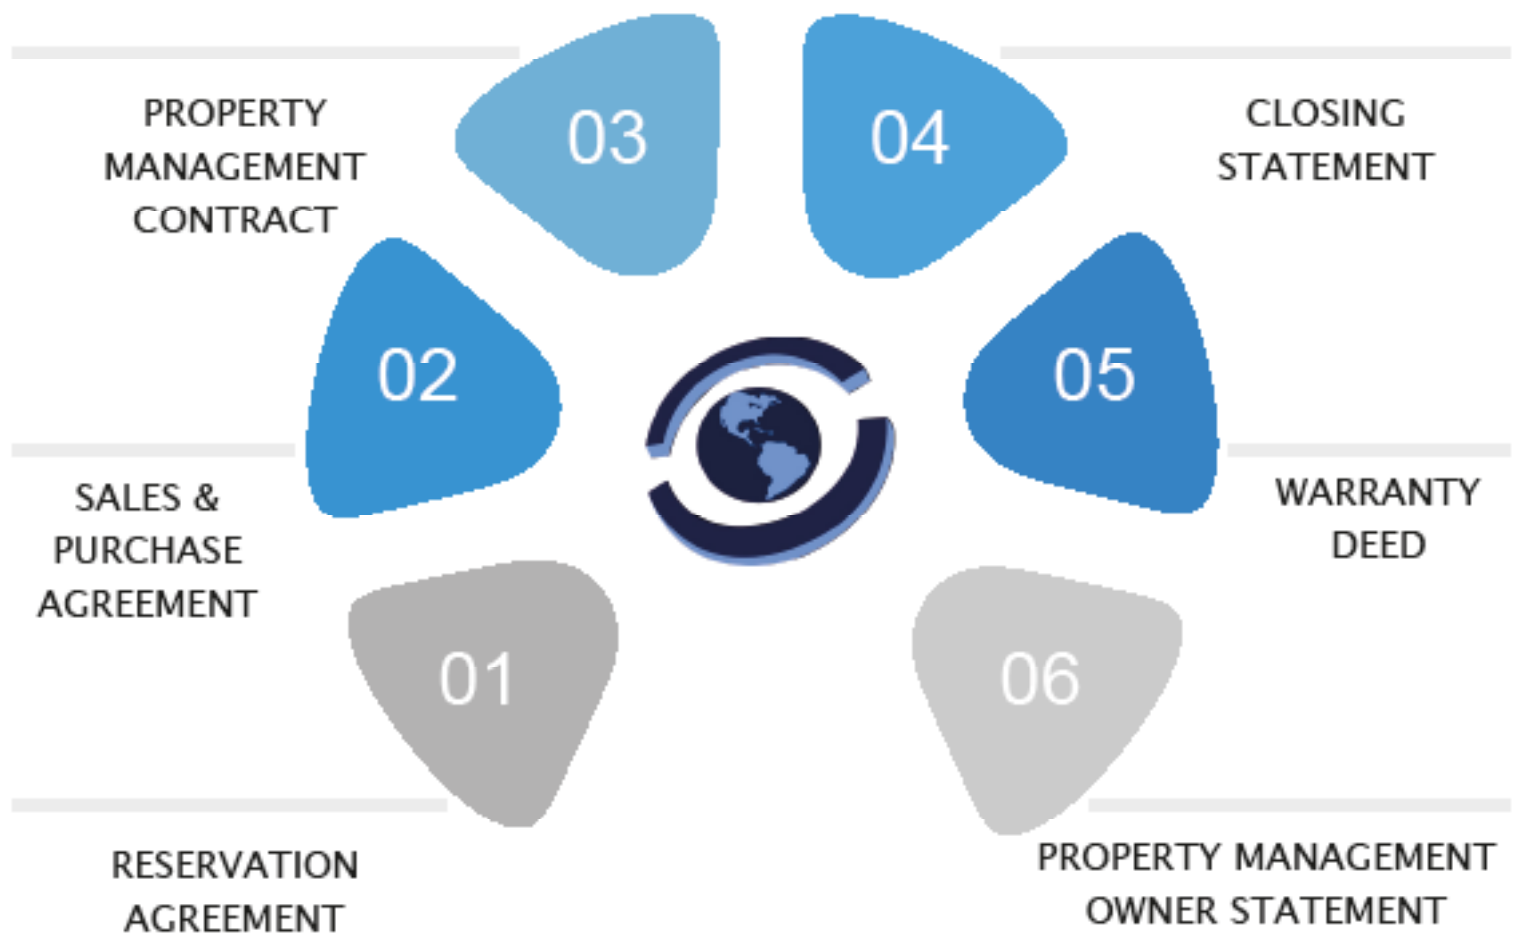 01
RESERVATION
AGREEMENT
02
SALES &
PURCHASE
AGREEMENT
03
PROPERTY
MANAGEMENT
CONTRACT
04
CLOSING
STATEMENT
05
WARRANTY
DEED
06
PROPERTY MANAGEMENT
OWNER STATEMENT